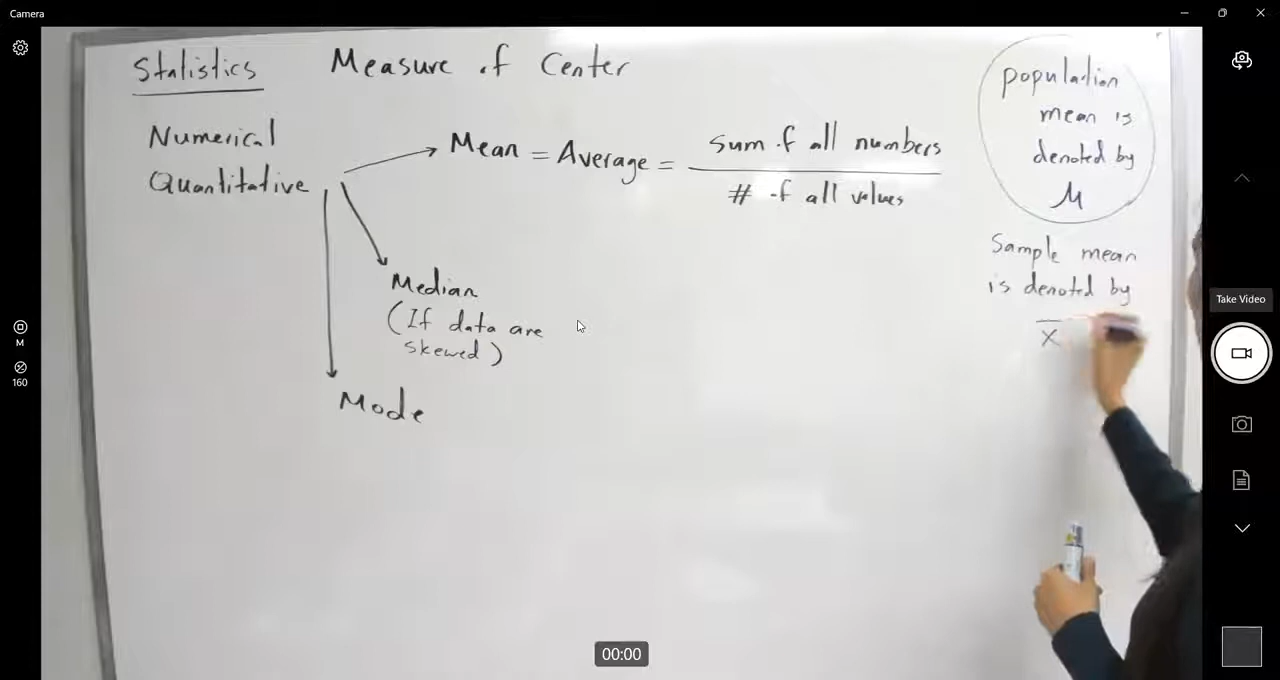 Camera
Statistics Measure of Center
Numerical
Quantitative
Mean = Average = sum of all numbers
# of all values
Median
(If data are
skewed)
Mode
population
mean is
denoted by
μ
Sample mean
is denoted by
x̄
Take Video
M
160
00:00